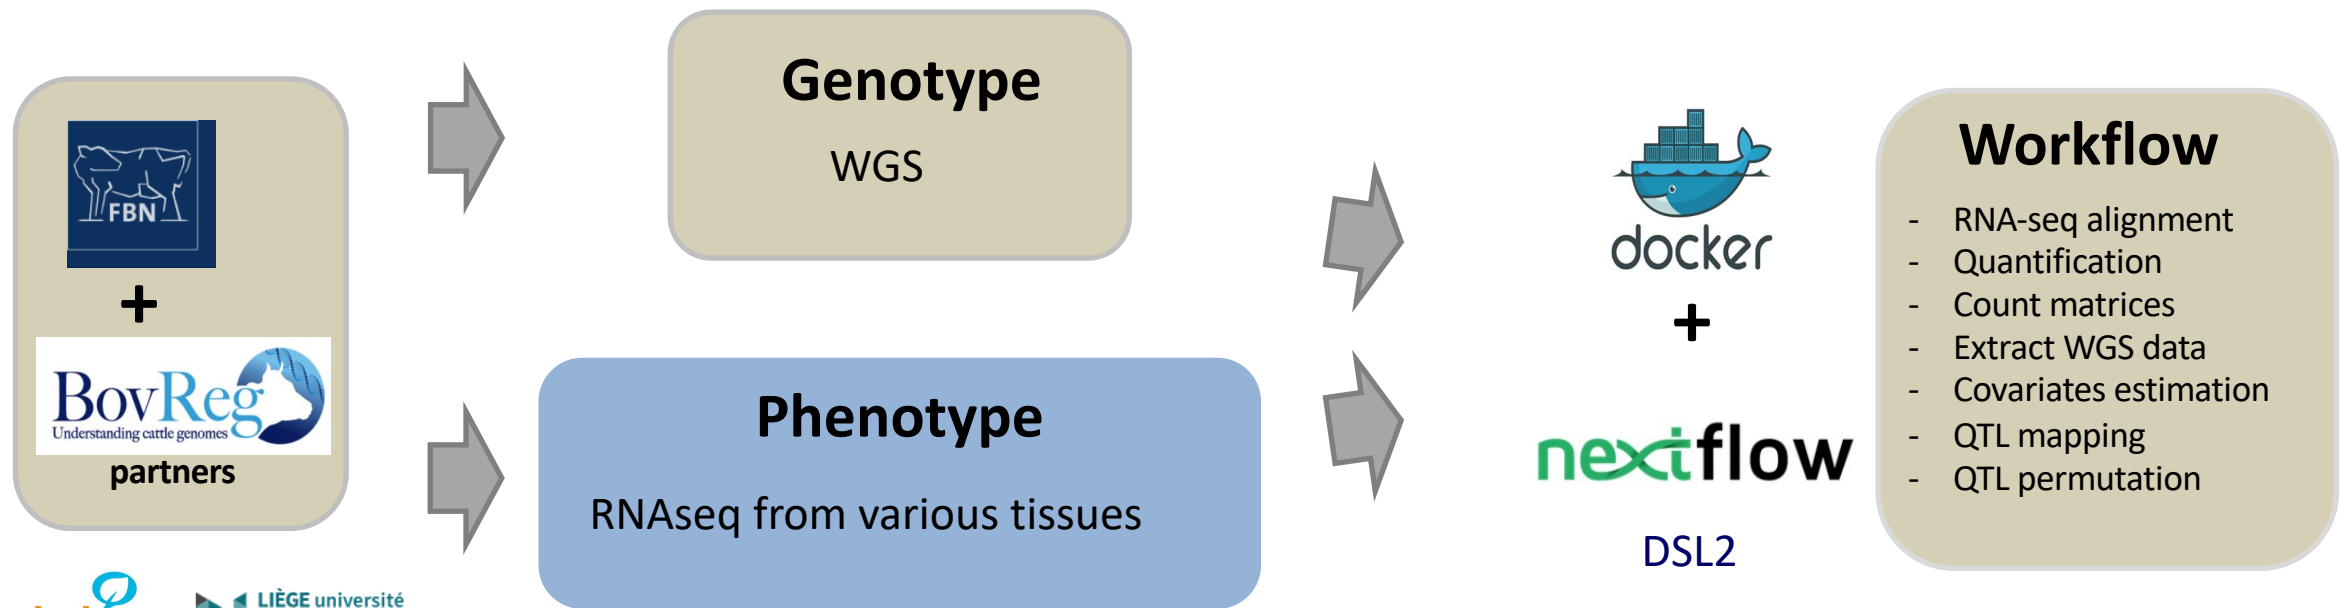 FBN
+
BovReg
Understanding cattle genomes
partners
LIÈGE université
Genotype
WGS
Phenotype
RNAseq from various tissues
docker
+
nextflow
DSL2
Workflow
- RNA-seq alignment
- Quantification
- Count matrices
- Extract WGS data
- Covariates estimation
- QTL mapping
- QTL permutation